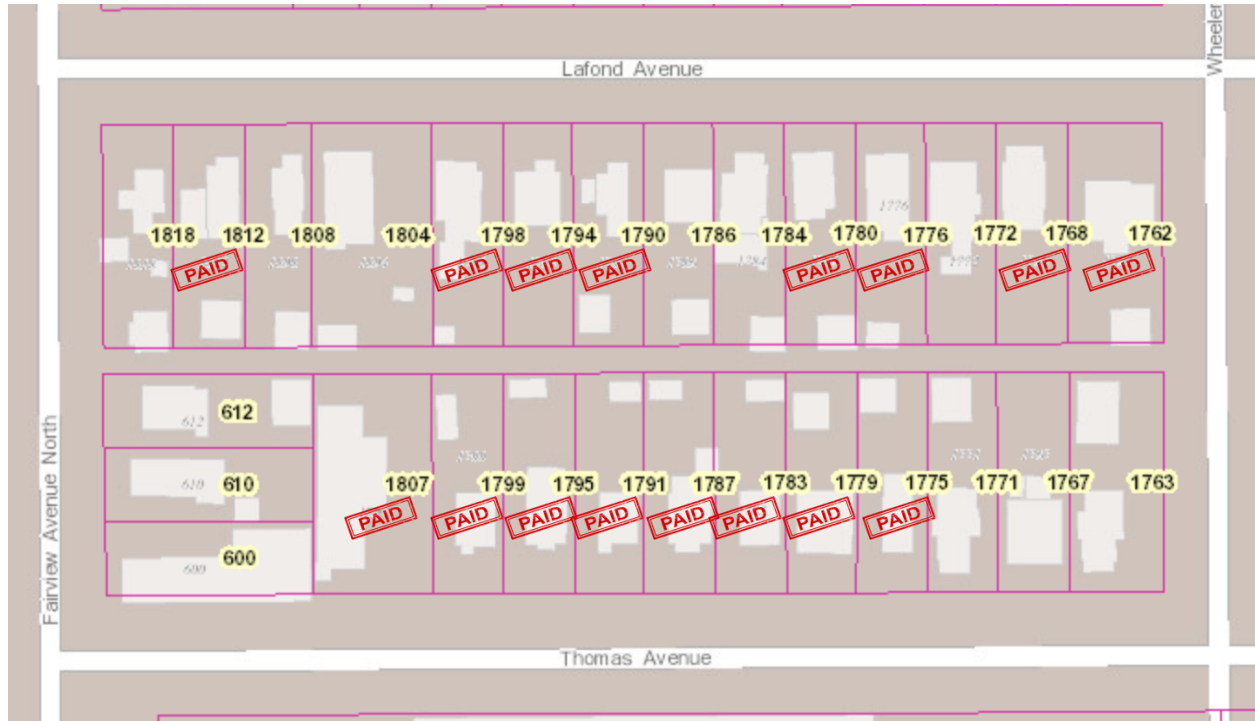 Lafond Avenue
Wheeler
1818 1812 1808 1804 1798 1794 1790 1786 1784 1780 1776 1772 1768 1762
1776
1784
PAID PAID PAID PAID PAID PAID PAID PAID
612 612
610 610
600 600
1807 1799 1795 1791 1787 1783 1779 1775 1771 1767 1763
PAID PAID PAID PAID PAID PAID PAID PAID
Fairview Avenue North
Thomas Avenue